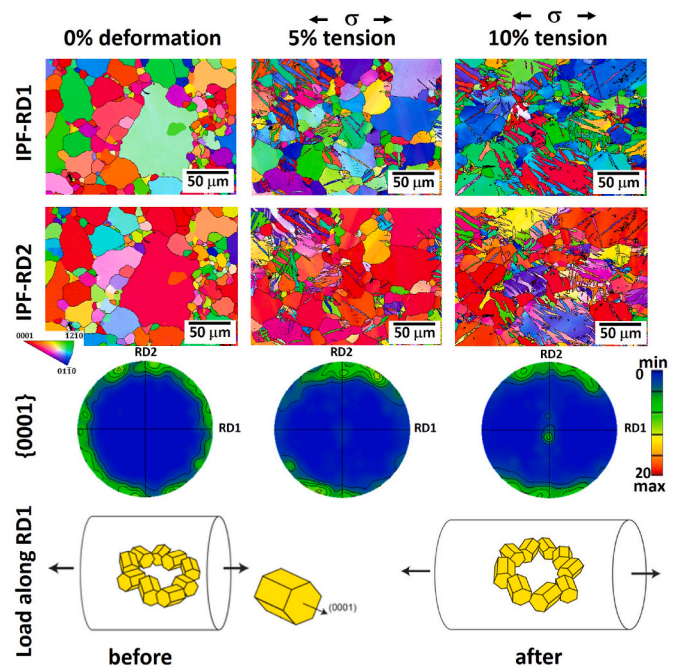 ← σ →
← σ →
0% deformation
5% tension
10% tension
IPF-RD1
50 μm
50 μm
50 μm
IPF-RD2
50 μm
50 μm
50 μm
0001
1210
0110
RD2
RD2
RD2
{0001}
RD1
RD1
RD1
min
0
20
max
Load along RD1
(0001)
before
after